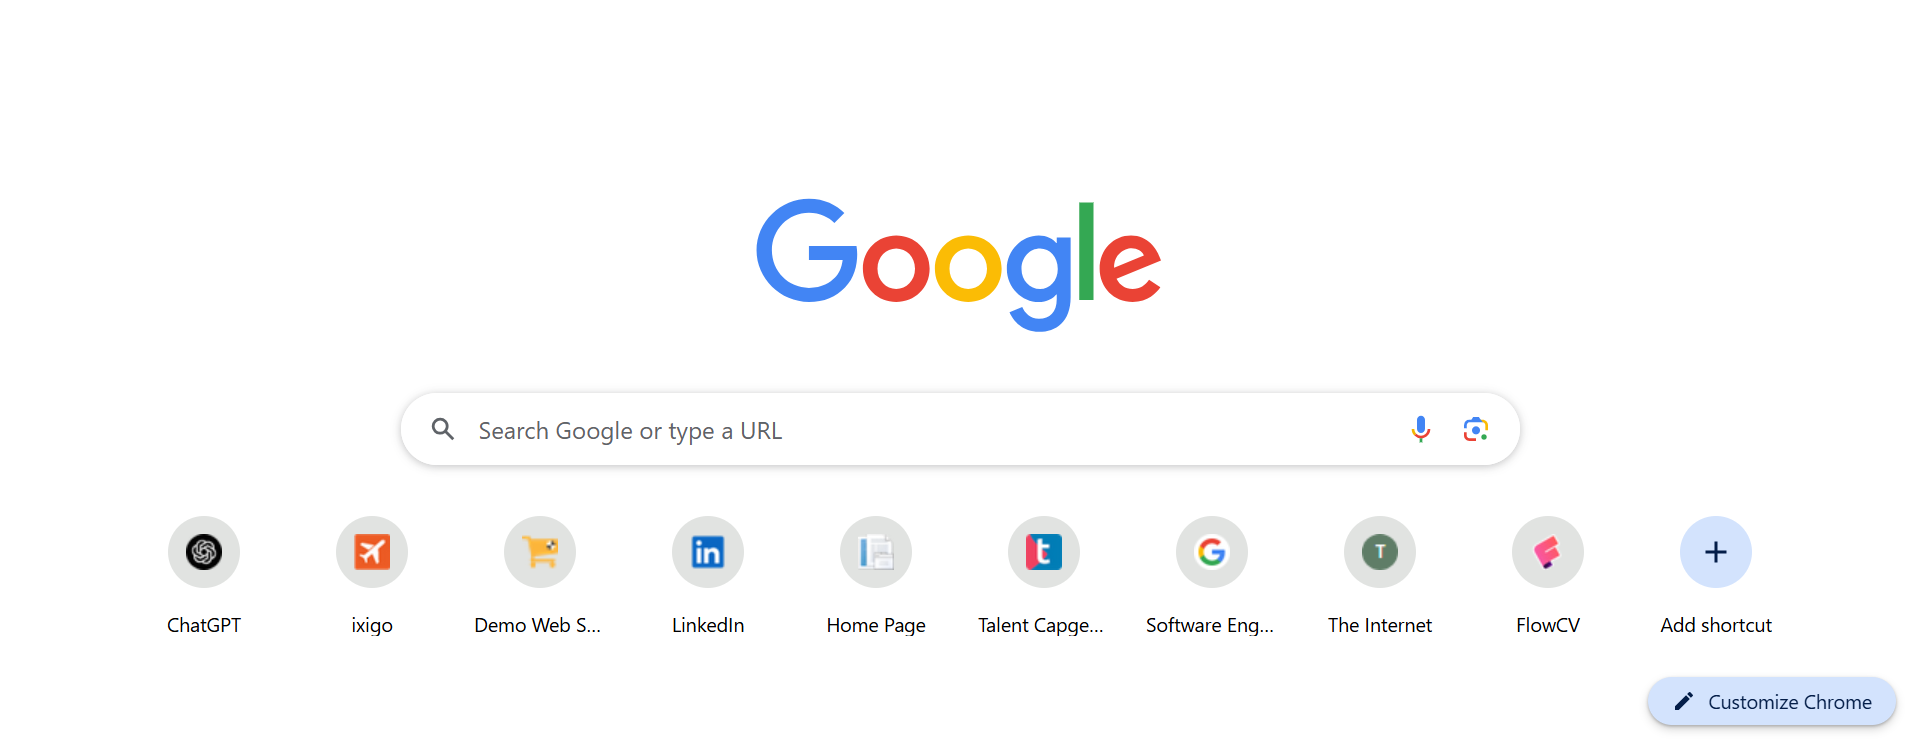 Google
Search Google or type a URL
ChatGPT
ixigo
Demo Web S...
LinkedIn
Home Page
Talent Capge...
Software Eng...
The Internet
FlowCV
Add shortcut
Customize Chrome